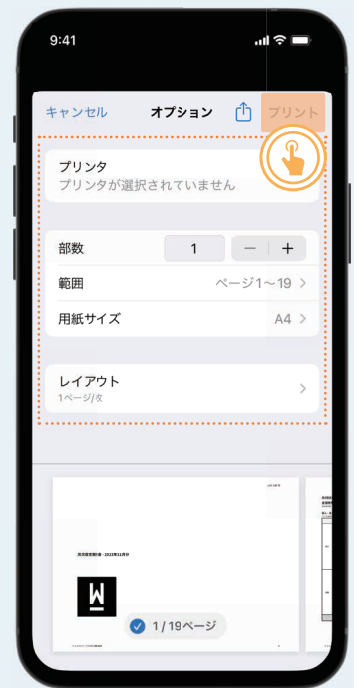 9:41
キャンセル オプション プリント
プリンタ
プリンタが選択されていません
部数 1 − +
範囲 ページ1〜19 >
用紙サイズ A4 >
レイアウト >
1ページ/枚
1 / 19ページ